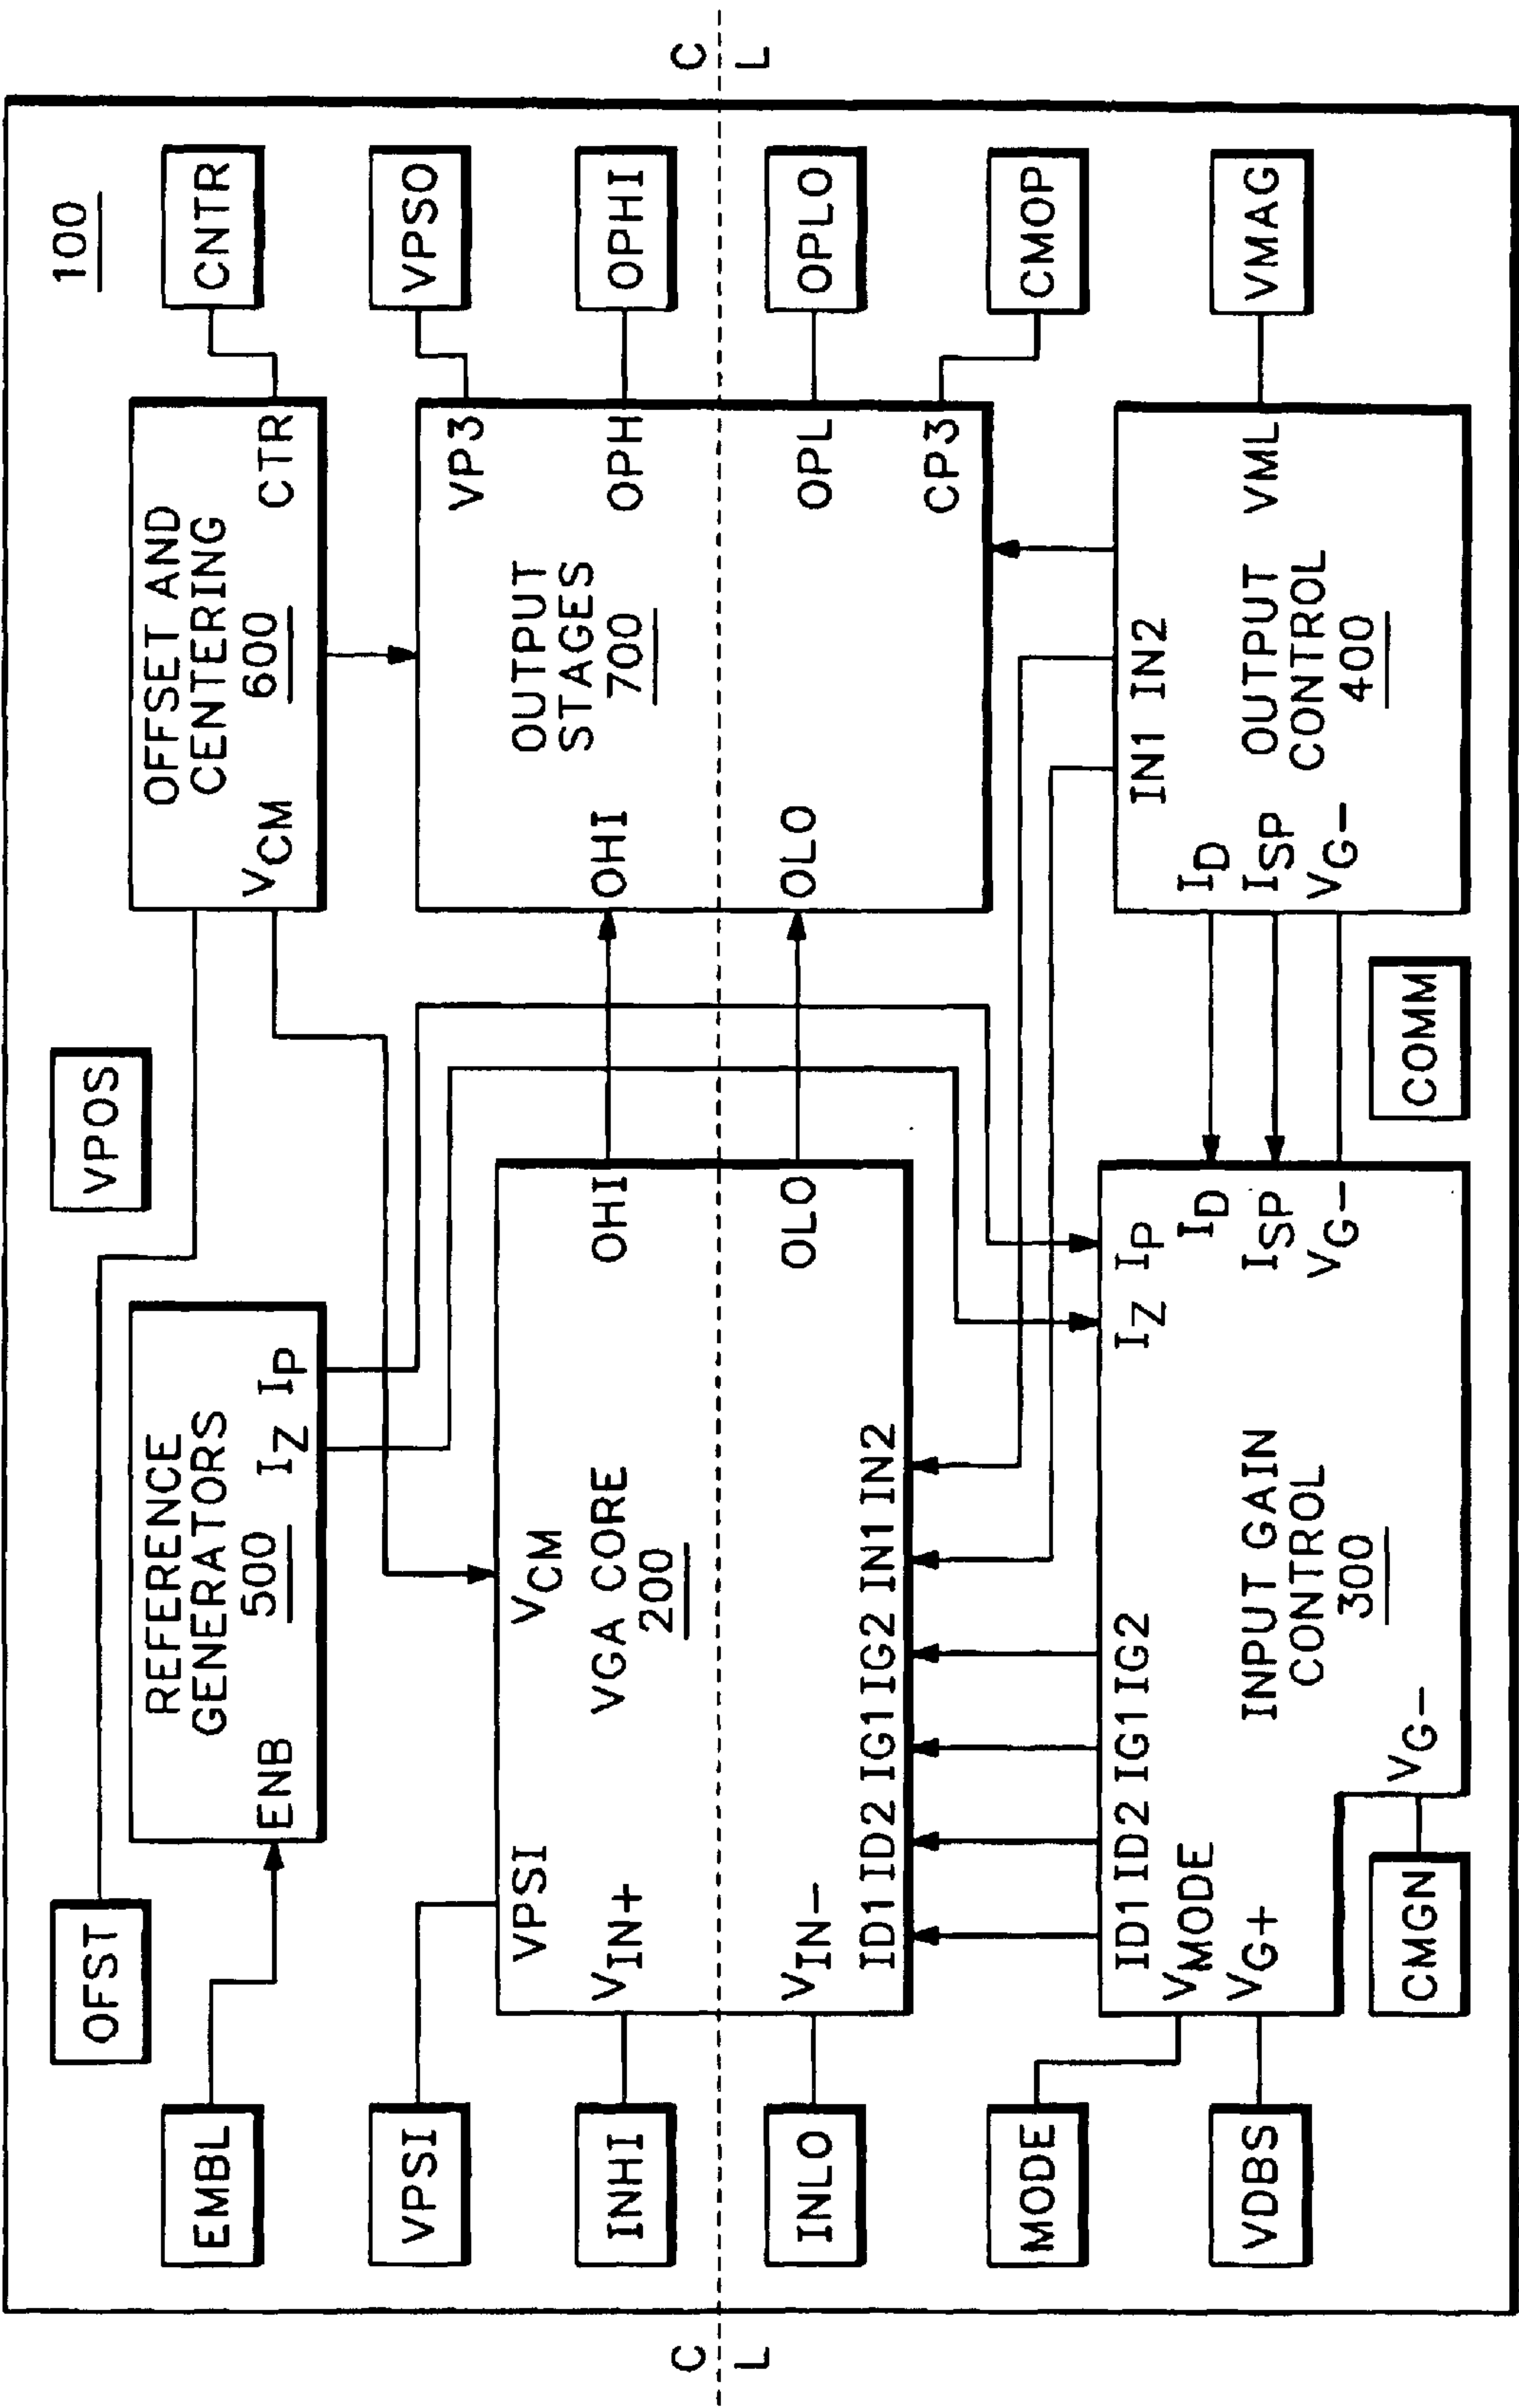 100
C
L
C
L
OFST
VPOS
EMBL
VPSI
INHI
INLO
MODE
VDBS
CMGN
COMM
CNTR
VPSO
OPHI
OPLO
CMOP
VMAG
REFERENCE
GENERATORS
500
ENB
IZ IP
OFFSET AND
CENTERING
600
VCM
CTR
VPSI
VCM
VIN+
VGA CORE
200
OHI
VIN-
OLO
ID1 ID2 IG1 IG2 IN1 IN2
VP3
OUTPUT
STAGES
700
OHI
OPH
OLO
OPL
CP3
ID1 ID2 IG1 IG2
IZ IP
VMODE
ID
VG+
INPUT GAIN
CONTROL
300
ISP
VG-
VG-
IN1 IN2
ID
ISP
VG-
OUTPUT
CONTROL
400
VML